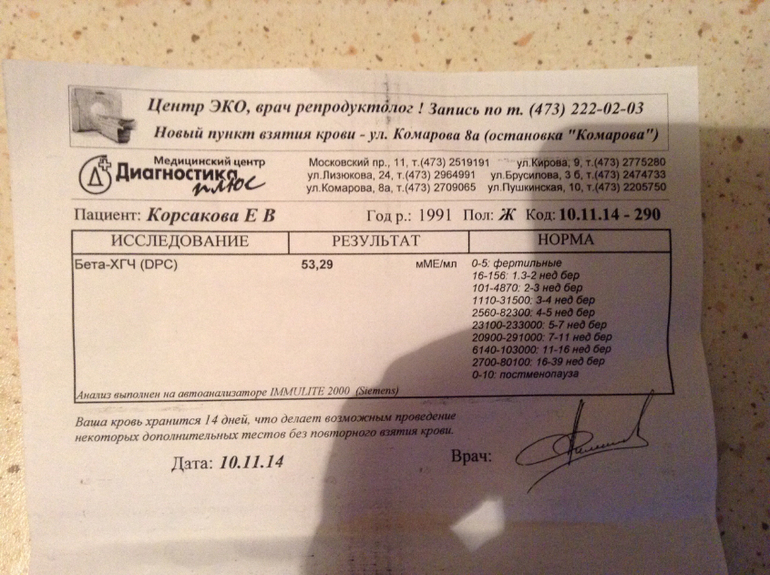 Центр ЭКО, врач репродуктолог ! Запись по т. (473) 222-02-03
Новый пункт взятия крови - ул. Комарова 8а (остановка "Комарова")
Медицинский центр
Диагностика
плюс
Московский пр., 11, т.(473) 2519191 ул.Кирова, 9, т.(473) 2775280
ул.Лизюкова, 24, т.(473) 2964991 ул.Брусилова, 3 б, т.(473) 2474733
ул.Комарова, 8а, т.(473) 2709065 ул.Пушкинская, 10, т.(473) 2205750
Пациент: Корсакова Е В Год р.: 1991 Пол: Ж Код: 10.11.14 - 290
ИССЛЕДОВАНИЕ РЕЗУЛЬТАТ НОРМА
Бета-ХГЧ (DPC) 53,29 мМЕ/мл 0-5: фертильные
16-156: 1.3-2 нед бер
101-4870: 2-3 нед бер
1110-31500: 3-4 нед бер
2560-82300: 4-5 нед бер
23100-233000: 5-7 нед бер
20900-291000: 7-11 нед бер
6140-103000: 11-16 нед бер
2700-80100: 16-39 нед бер
0-10: постменопауза
Анализ выполнен на автоанализаторе IMMULITE 2000 (Siemens)
Ваша кровь хранится 14 дней, что делает возможным проведение
некоторых дополнительных тестов без повторного взятия крови.
Дата: 10.11.14 Врач: